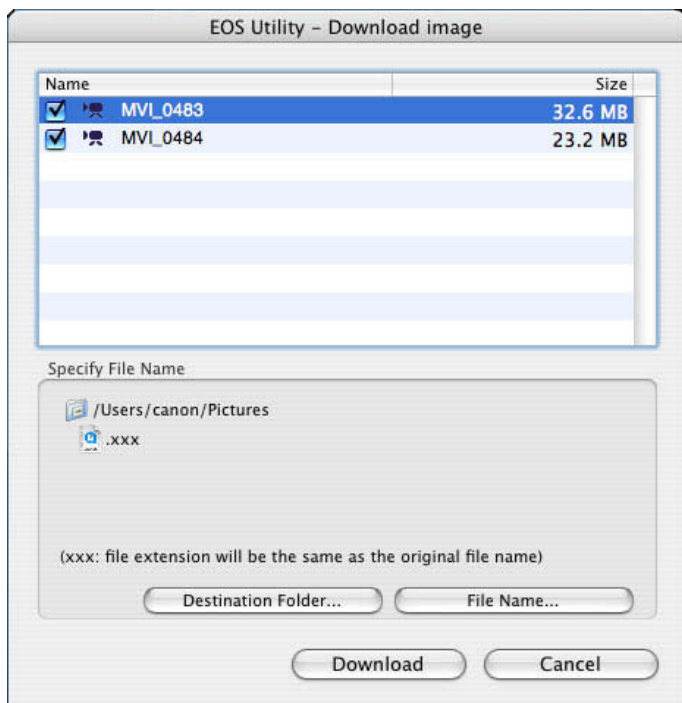 EOS Utility – Download image
Name Size
MVI_0483 32.6 MB
MVI_0484 23.2 MB
Specify File Name
/Users/canon/Pictures
.xxx
(xxx: file extension will be the same as the original file name)
Destination Folder... File Name...
Download Cancel